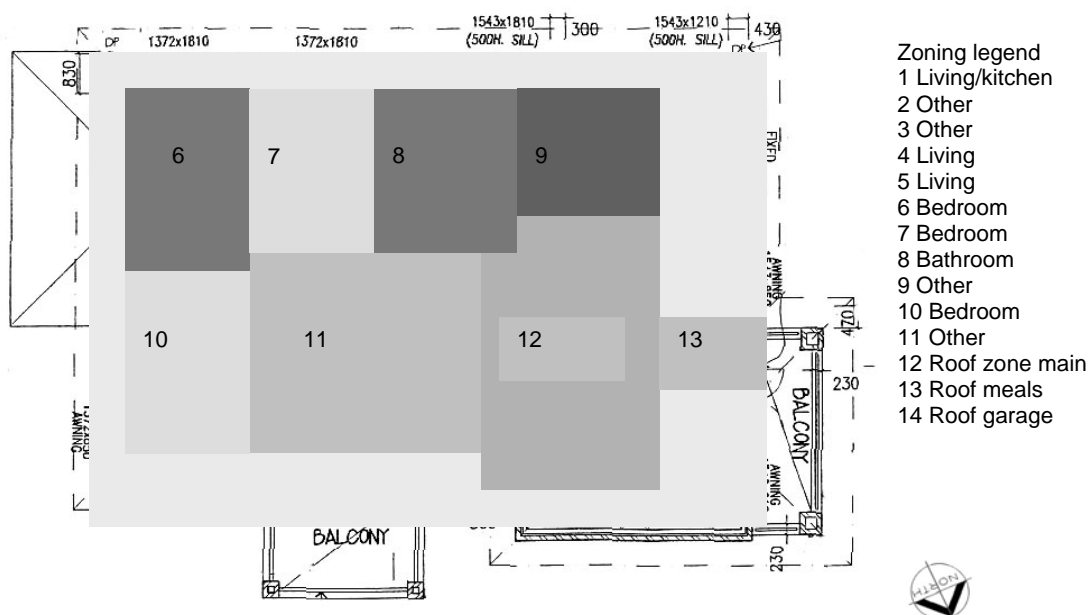 1543x1810
(500H. SILL)
300
1543x1210
(500H. SILL)
430
DP
1372x1810
1372x1810
DP
830
FIXED
6
7
8
9
AWNING
470
10
11
12
13
230
BALCONY
AWNING
AWNING
BALCONY
230
NORTH
Zoning legend
1 Living/kitchen
2 Other
3 Other
4 Living
5 Living
6 Bedroom
7 Bedroom
8 Bathroom
9 Other
10 Bedroom
11 Other
12 Roof zone main
13 Roof meals
14 Roof garage